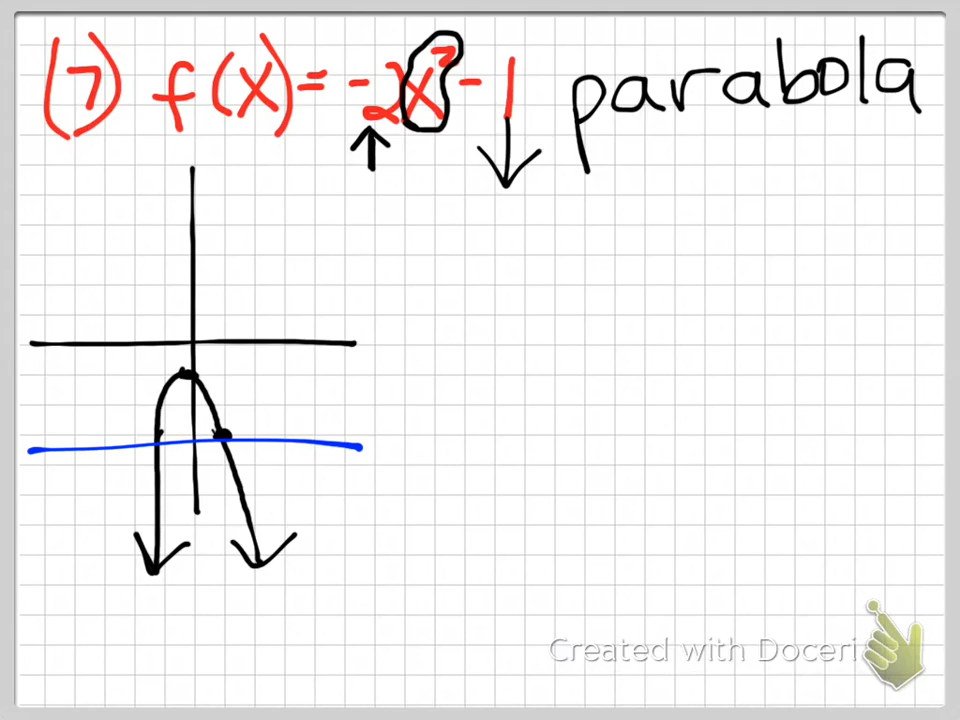 (7) f(x) = -2x² - 1 parabola
Created with Doceri